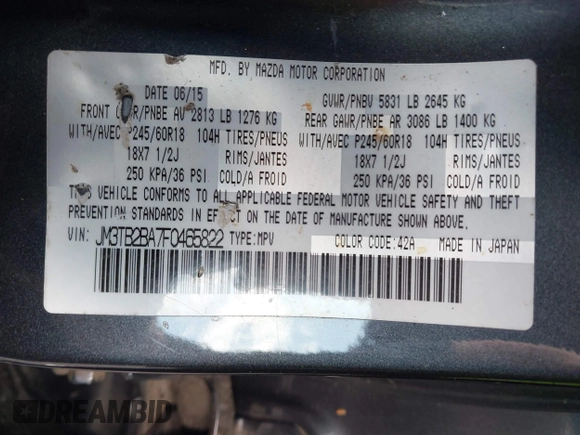 MFD. BY MAZDA MOTOR CORPORATION
DATE 06/15 GVWR/PNBV 5831 LB 2645 KG
FRONT GAWR/PNBE AV 2813 LB 1276 KG REAR GAWR/PNBE AR 3086 LB 1400 KG
WITH/AVEC P245/60R18 104H TIRES/PNEUS WITH/AVEC P245/60R18 104H TIRES/PNEUS
18X7 1/2J RIMS/JANTES 18X7 1/2J RIMS/JANTES
250 KPA/36 PSI COLD/A FROID 250 KPA/36 PSI COLD/A FROID
THIS VEHICLE CONFORMS TO ALL APPLICABLE FEDERAL MOTOR VEHICLE SAFETY AND THEFT
PREVENTION STANDARDS IN EFFECT ON THE DATE OF MANUFACTURE SHOWN ABOVE.
VIN: JM3TB2BA7F0465822 TYPE:MPV COLOR CODE:42A MADE IN JAPAN
DREAMBID